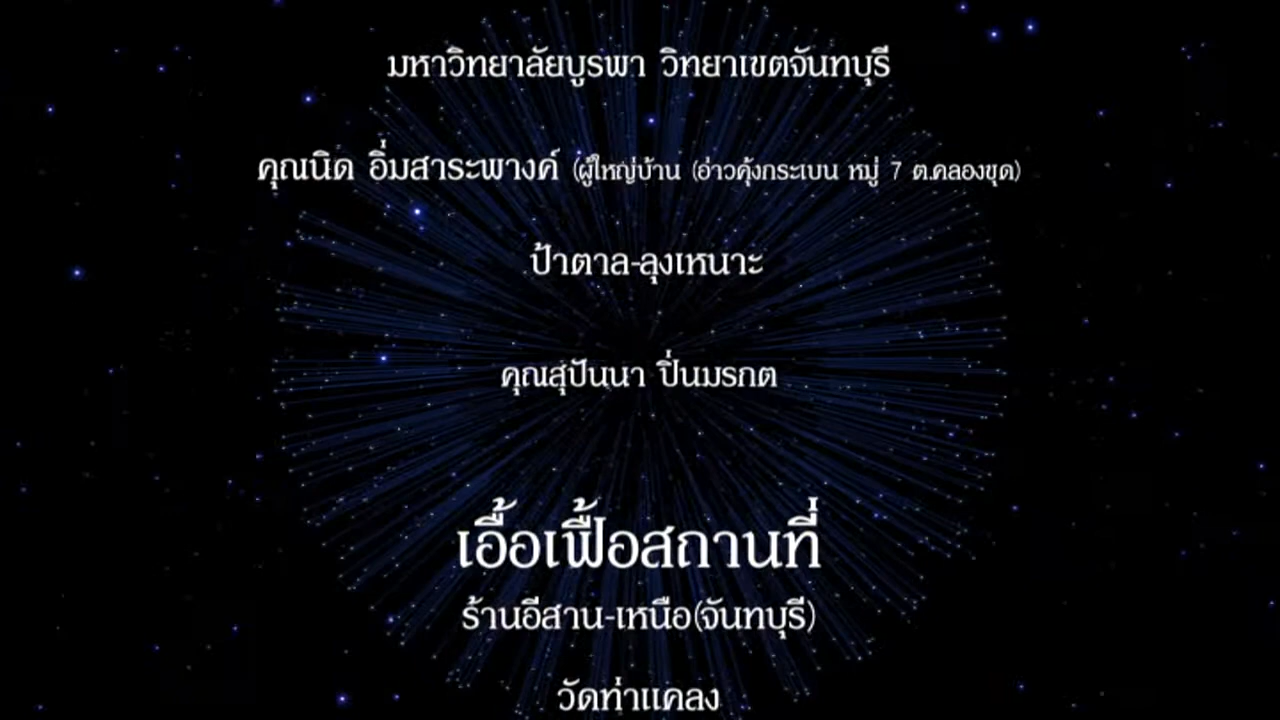 มหาวิทยาลัยบูรพา วิทยาเขตจันทบุรี
คุณนิด อิ่มสาระพางค์ (ผู้ใหญ่บ้าน (อ่าวคุ้งกระเบน หมู่ 7 ต.คลองขุด)
ป้าตาล-ลุงเหนาะ
คุณสุปันนา ปิ่นมรกต
เอื้อเฟื้อสถานที่
ร้านอีสาน-เหนือ(จันทบุรี)
วัดท่าแคลง